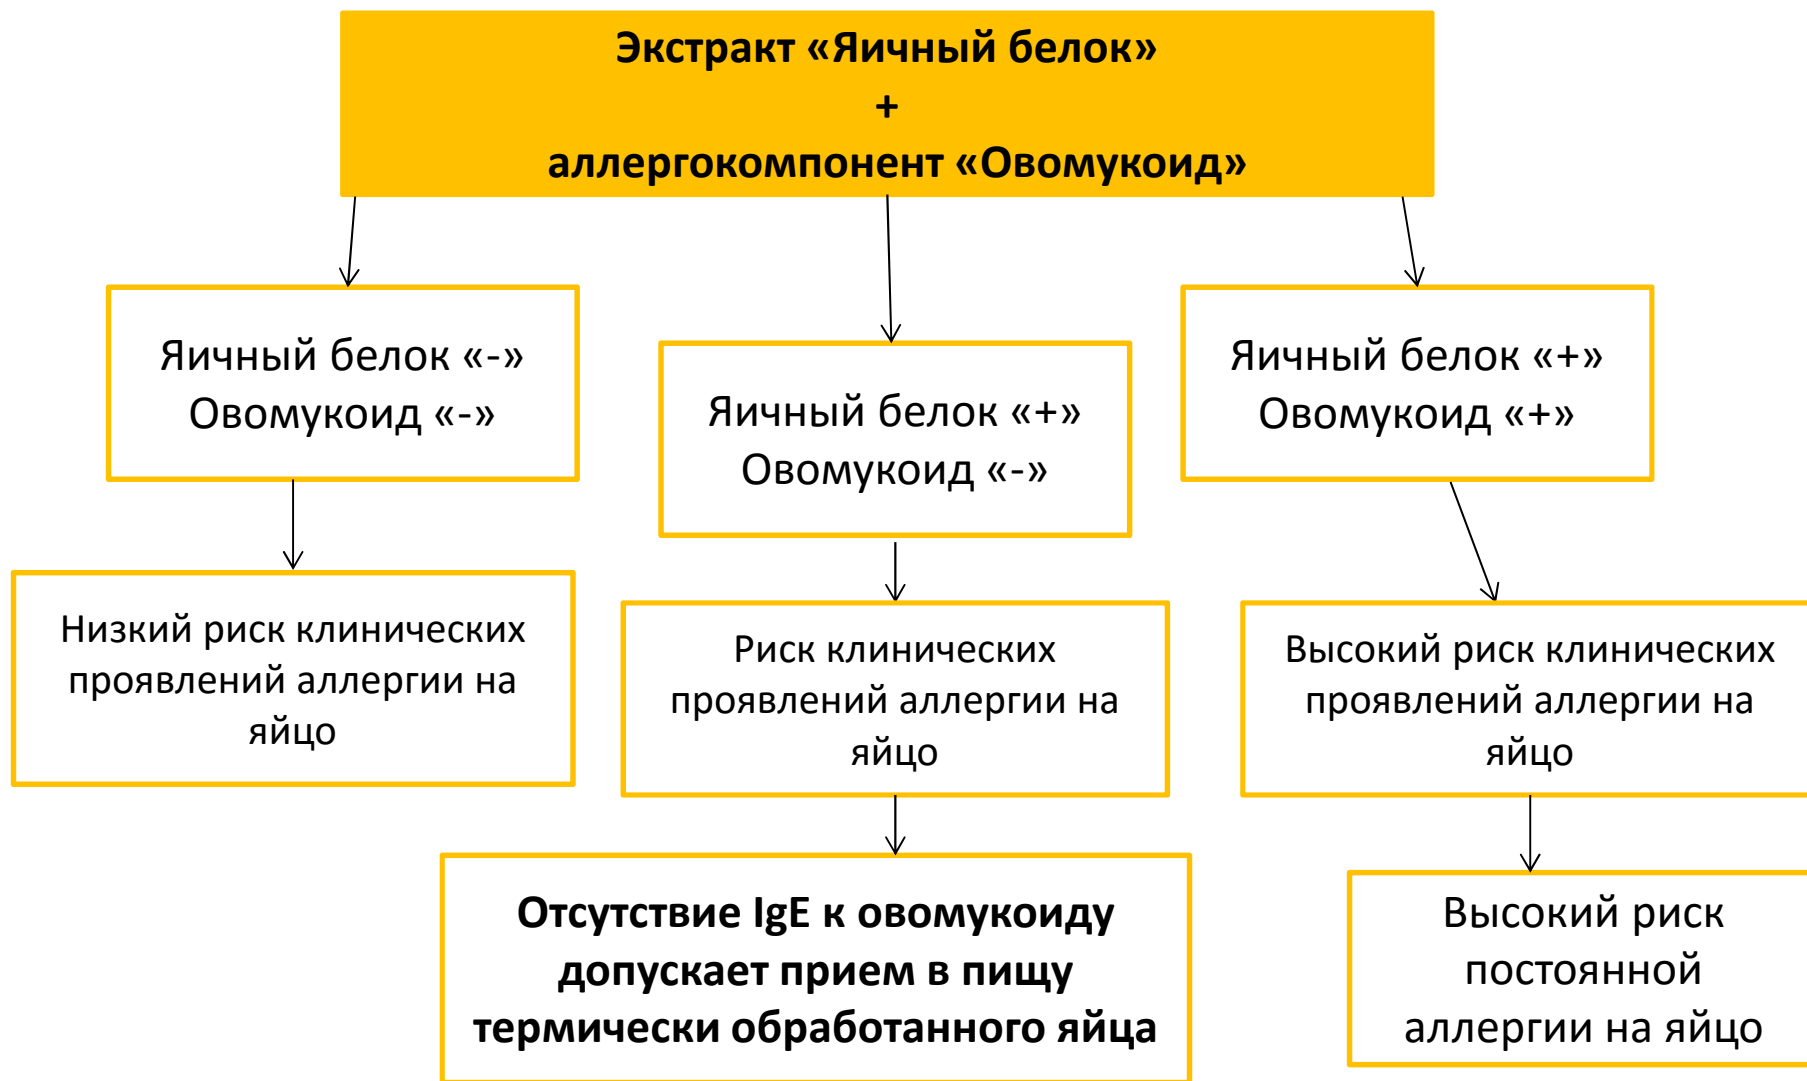 Экстракт «Яичный белок»
+
аллергокомпонент «Овомукоид»
Яичный белок «-»
Овомукоид «-»
Яичный белок «+»
Овомукоид «-»
Яичный белок «+»
Овомукоид «+»
Низкий риск клинических
проявлений аллергии на
яйцо
Риск клинических
проявлений аллергии на
яйцо
Высокий риск клинических
проявлений аллергии на
яйцо
Отсутствие IgE к овомукоиду
допускает прием в пищу
термически обработанного яйца
Высокий риск
постоянной
аллергии на яйцо